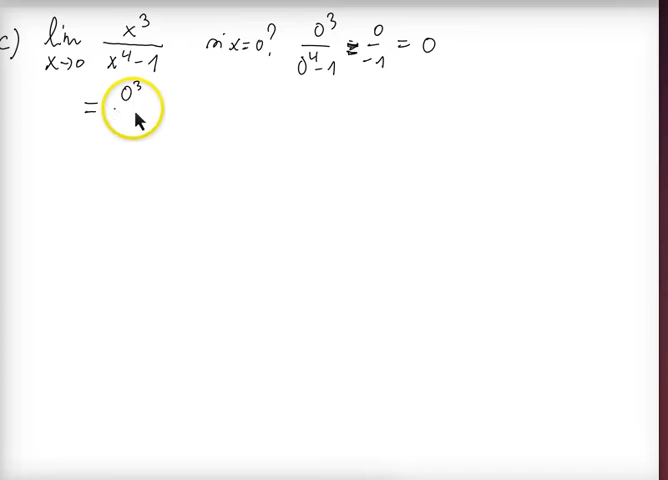 c) lim x→0 x³/(x⁴-1) si x=0? 0³/(0⁴-1) = 0/-1 = 0
= 0³